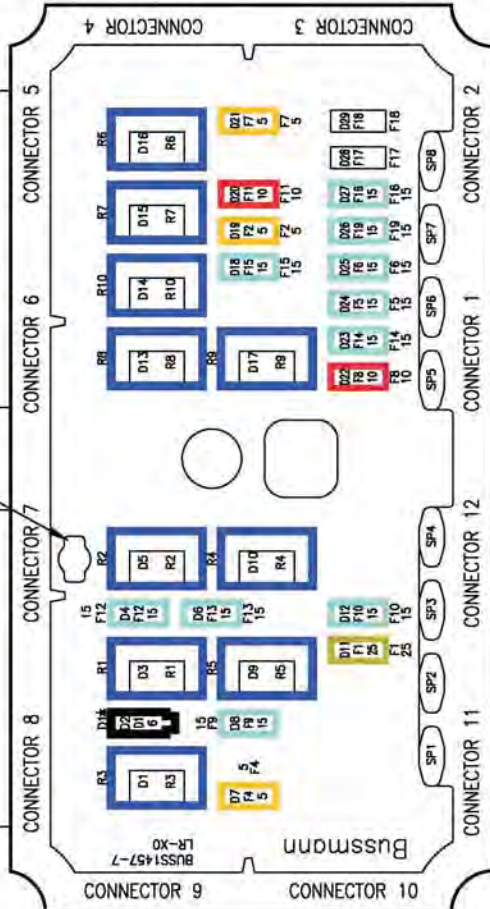 CONNECTOR 4
CONNECTOR 3
CONNECTOR 5
CONNECTOR 6
CONNECTOR 7
CONNECTOR 8
CONNECTOR 9
CONNECTOR 10
CONNECTOR 11
CONNECTOR 12
CONNECTOR 1
CONNECTOR 2
BUSS1457-7
LR-X0
Bussmann
R3
D1
R3
D1*
D2
D1
6
R1
D3
R1
15
F12
D4
F12
15
R2
D5
R2
R8
D13
R8
R10
D14
R10
R7
D15
R7
R6
D16
R6
D7
F4
5
5
F4
15
F9
D8
F9
15
R5
D9
R5
D6
F13
15
F13
15
R4
D10
R4
R9
D17
R9
D18
F15
15
F15
15
D19
F2
5
F2
5
D20
F11
10
F11
10
D21
F7
5
F7
5
D11
F1
25
F1
25
D12
F10
15
F10
15
D22
F8
10
F8
10
D23
F14
15
F14
15
D24
F5
15
F5
15
D25
F6
15
F6
15
D26
F19
15
F19
15
D27
F16
15
F16
15
D28
F17
F17
D29
F18
F18
SP1
SP2
SP3
SP4
SP5
SP6
SP7
SP8